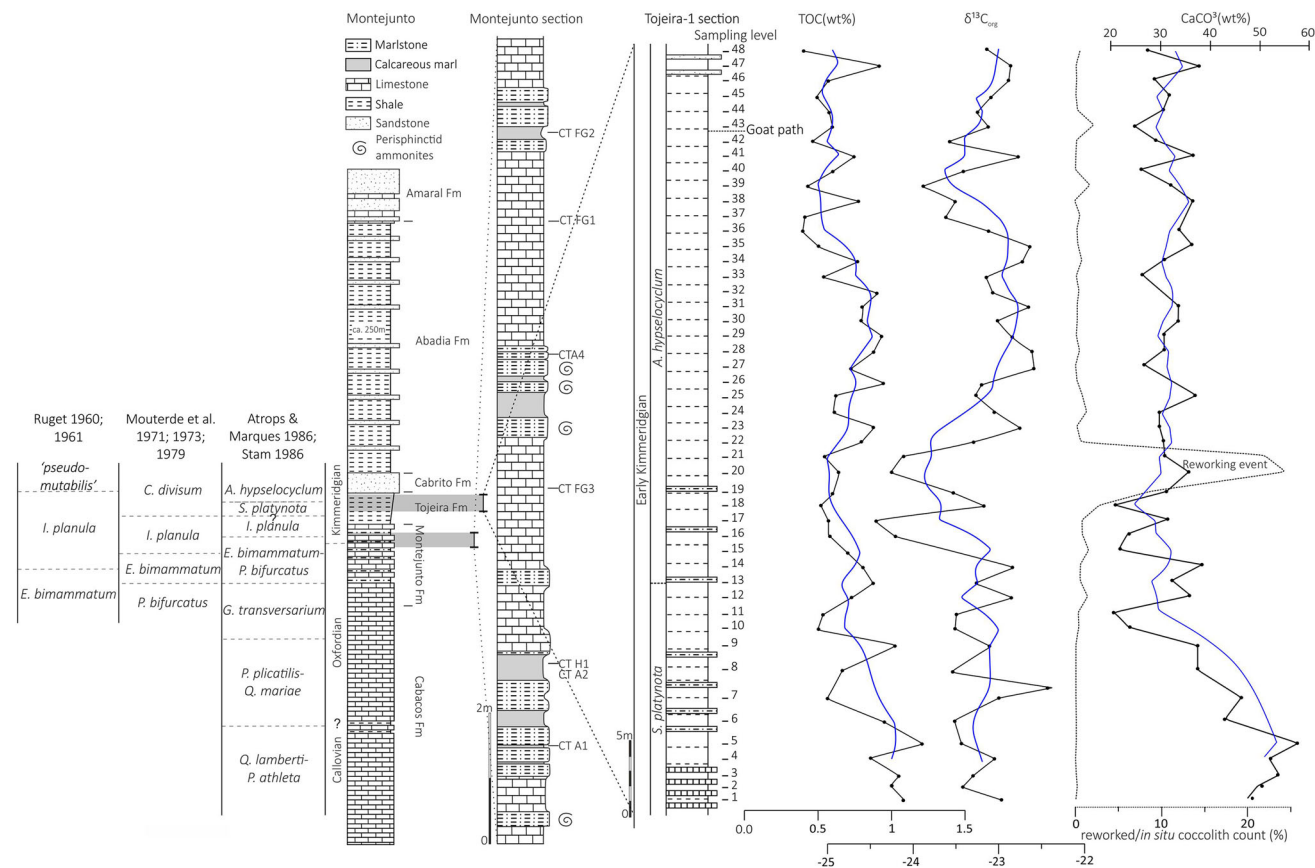 Montejunto
Marlstone
Calcareous marl
Limestone
Shale
Sandstone
Perisphinctid
ammonites
Montejunto section
Tojeira-1 section
Sampling level
TOC(wt%)
δ¹³Corg
CaCO³(wt%)
20 30 40 50 60
Ruget 1960;
1961
Mouterde et al.
1971; 1973;
1979
Atrops &
Marques 1986;
Stam 1986
'pseudo-
mutabilis'
I. planula
E. bimammatum
C. divisum
I. planula
E. bimammatum
P. bifurcatus
A. hypselocyclum
S. platynota
?
I. planula
E. bimammatum-
P. bifurcatus
G. transversarium
P. plicatilis-
Q. mariae
Q. lamberti-
P. athleta
Kimmeridgian
Oxfordian
?
Callovian
Amaral Fm
ca. 250m
Abadia Fm
Cabrito Fm
Tojeira Fm
Montejunto Fm
Cabacos Fm
CT FG2
CT FG1
CTA4
CT FG3
CT H1
CT A2
CT A1
2m
0
Early Kimmeridgian
A. hypselocyclum
S. platynota
5m
0
48
47
46
45
44
43
Goat path
42
41
40
39
38
37
36
35
34
33
32
31
30
29
28
27
26
25
24
23
22
21
20
19
18
17
16
15
14
13
12
11
10
9
8
7
6
5
4
3
2
1
Reworking event
0.0 0.5 1 1.5
-25 -24 -23 -22
0 10 20
reworked/in situ coccolith count (%)